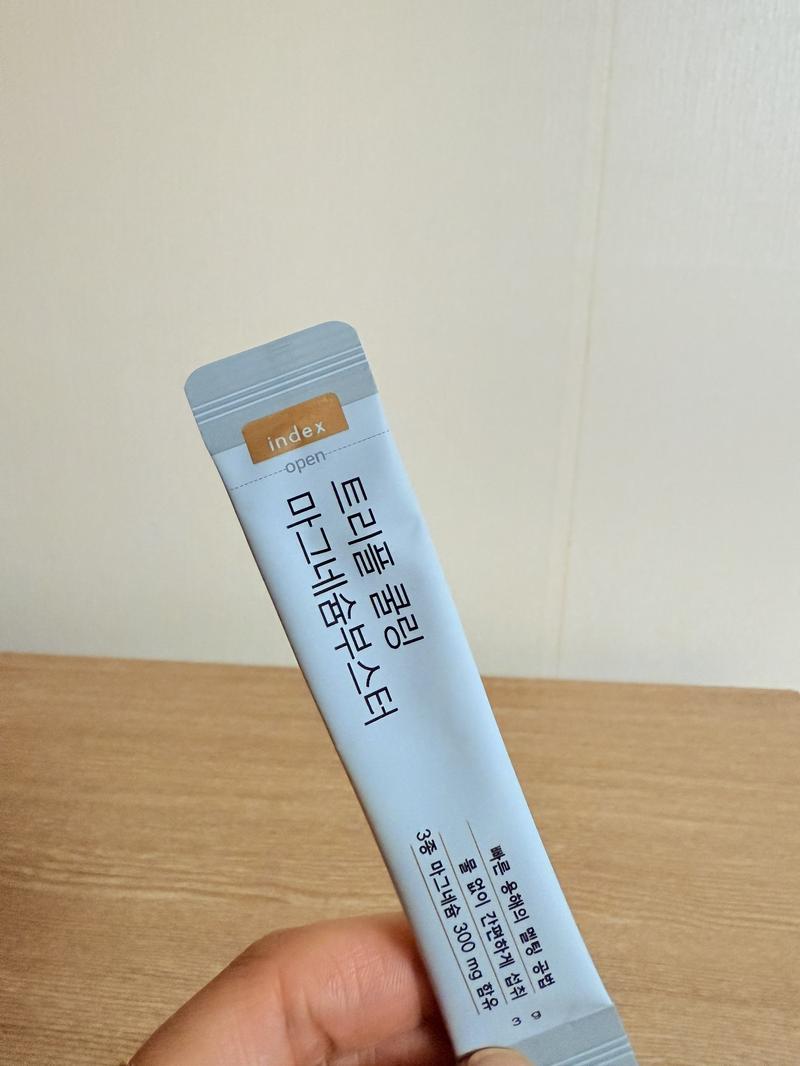 index
open
트리플 쿨링
마그네슘부스터
빠른 용해의 멜팅 공법
물 없이 간편하게 섭취
3종 마그네슘 300 mg 함유
3 g